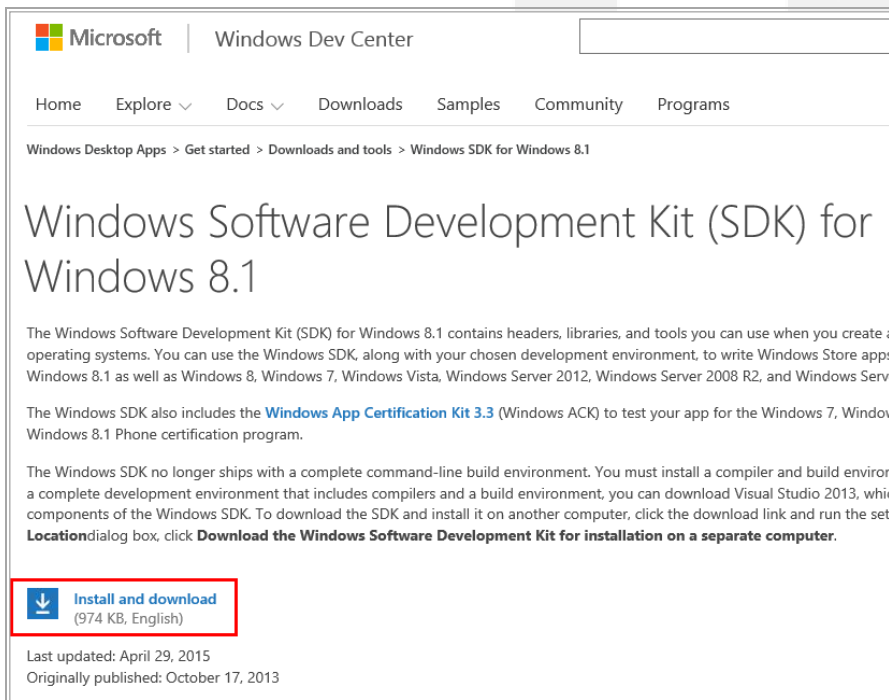 Microsoft Windows Dev Center
Home Explore Docs Downloads Samples Community Programs
Windows Desktop Apps > Get started > Downloads and tools > Windows SDK for Windows 8.1
Windows Software Development Kit (SDK) for
Windows 8.1
The Windows Software Development Kit (SDK) for Windows 8.1 contains headers, libraries, and tools you can use when you create
operating systems. You can use the Windows SDK, along with your chosen development environment, to write Windows Store apps
Windows 8.1 as well as Windows 8, Windows 7, Windows Vista, Windows Server 2012, Windows Server 2008 R2, and Windows
The Windows SDK also includes the Windows App Certification Kit 3.3 (Windows ACK) to test your app for the Windows 7,
Windows 8.1 Phone certification program.
The Windows SDK no longer ships with a complete command-line build environment. You must install a compiler and build
a complete development environment that includes compilers and a build environment, you can download Visual Studio 2013,
components of the Windows SDK. To download the SDK and install it on another computer, click the download link and run the
Locationdialog box, click Download the Windows Software Development Kit for installation on a separate computer.
Install and download
(974 KB, English)
Last updated: April 29, 2015
Originally published: October 17, 2013